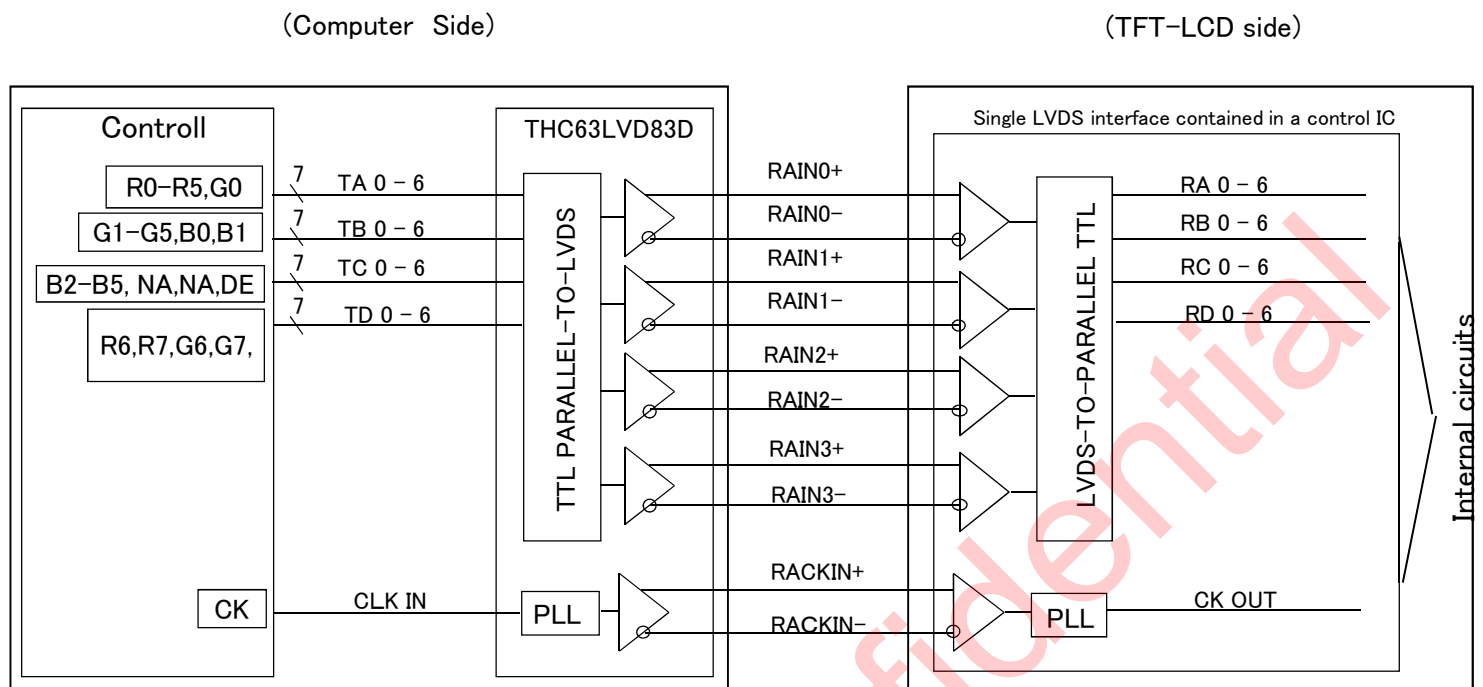 (Computer Side)
(TFT-LCD side)
Controll
THC63LVD83D
Single LVDS interface contained in a control IC
R0-R5,G0
7
TA 0 - 6
RAIN0+
RA 0 - 6
G1-G5,B0,B1
7
TB 0 - 6
RAIN0-
RB 0 - 6
B2-B5, NA,NA,DE
7
TC 0 - 6
RAIN1+
RC 0 - 6
R6,R7,G6,G7,
7
TD 0 - 6
RAIN1-
RD 0 - 6
TTL PARALLEL-TO-LVDS
RAIN2+
RAIN2-
RAIN3+
RAIN3-
LVDS-TO-PARALLEL TTL
Internal circuits
CK
CLK IN
PLL
RACKIN+
RACKIN-
PLL
CK OUT
fidential